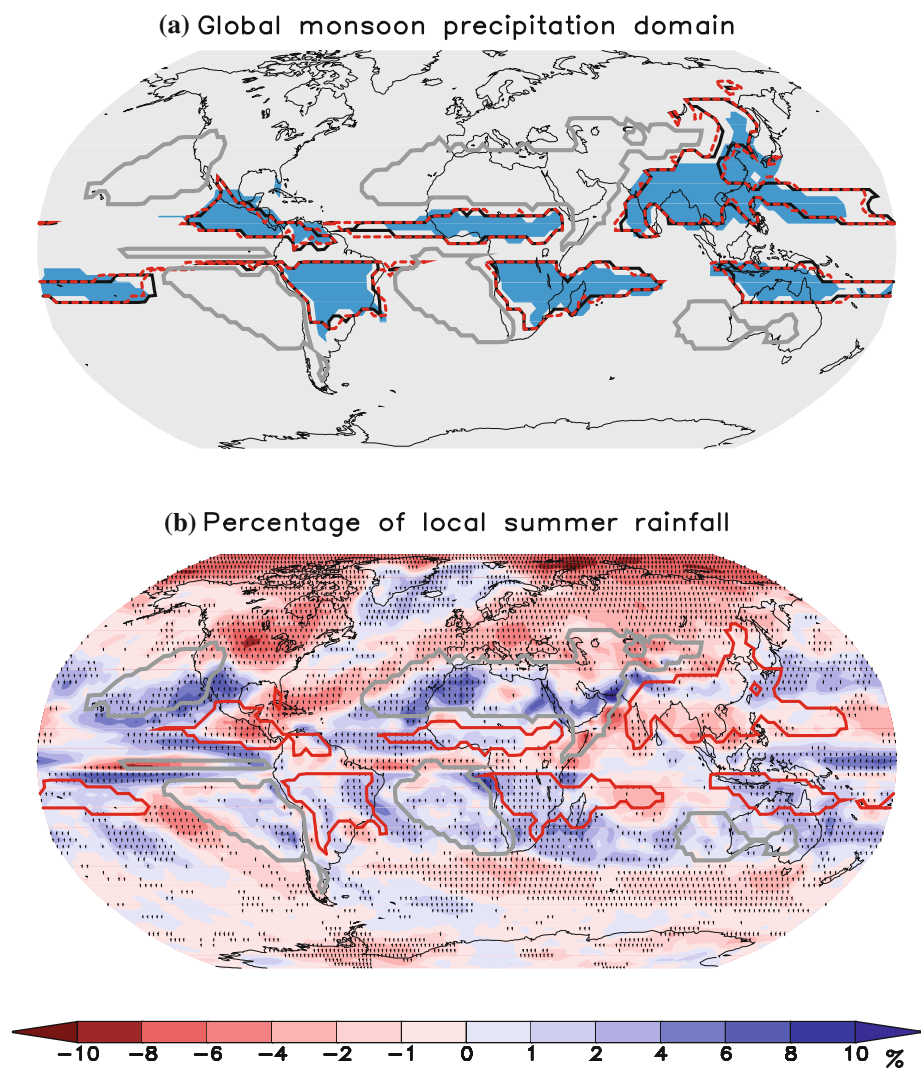 (a) Global monsoon precipitation domain
(b) Percentage of local summer rainfall
−10 −8 −6 −4 −2 −1 0 1 2 4 6 8 10 %